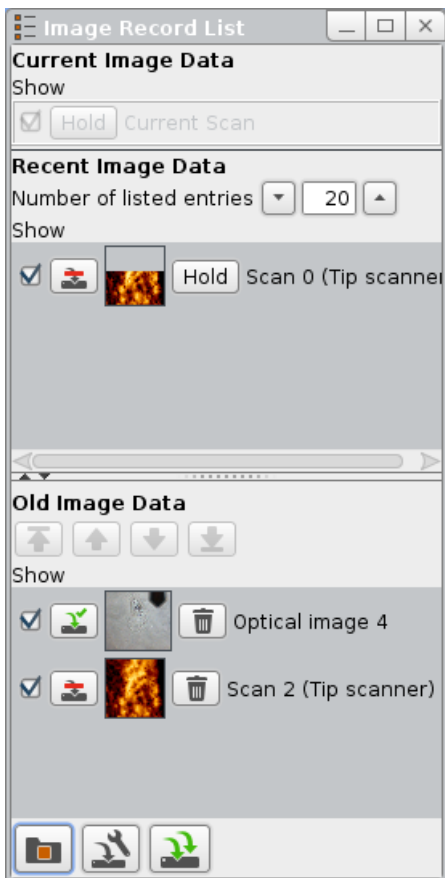 Image Record List
Current Image Data
Show
Hold Current Scan
Recent Image Data
Number of listed entries 20
Show
Hold Scan 0 (Tip scanner
Old Image Data
Show
Optical image 4
Scan 2 (Tip scanner)